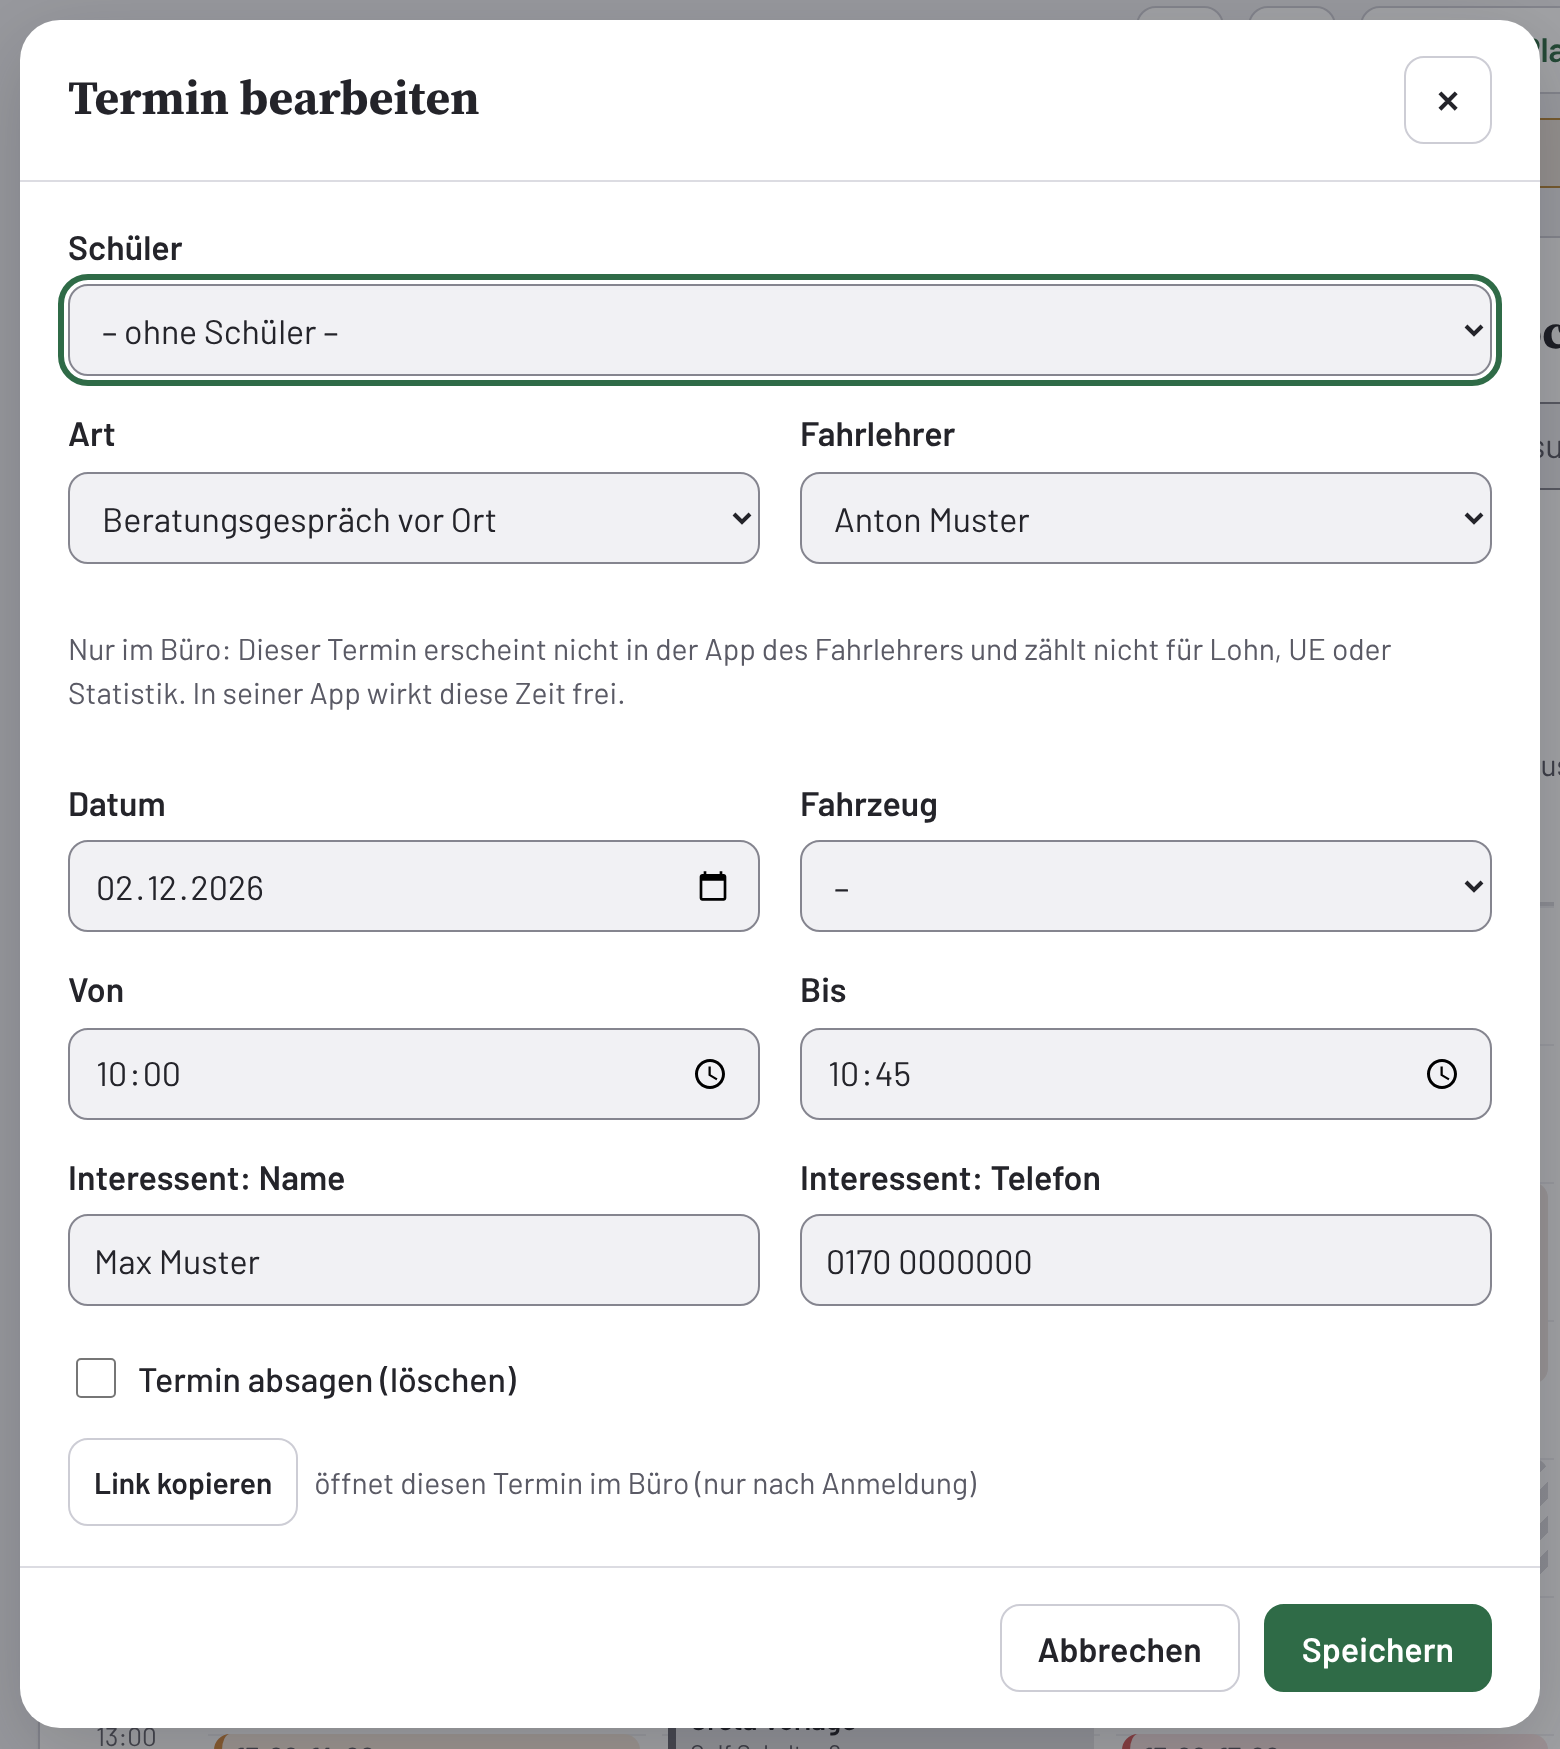 Termin bearbeiten
×
Schüler
– ohne Schüler –
Art
Fahrlehrer
Beratungsgespräch vor Ort
Anton Muster
Nur im Büro: Dieser Termin erscheint nicht in der App des Fahrlehrers und zählt nicht für Lohn, UE oder
Statistik. In seiner App wirkt diese Zeit frei.
Datum
Fahrzeug
02.12.2026
–
Von
Bis
10:00
10:45
Interessent: Name
Interessent: Telefon
Max Muster
0170 0000000
Termin absagen (löschen)
Link kopieren
öffnet diesen Termin im Büro (nur nach Anmeldung)
Abbrechen
Speichern
13:00